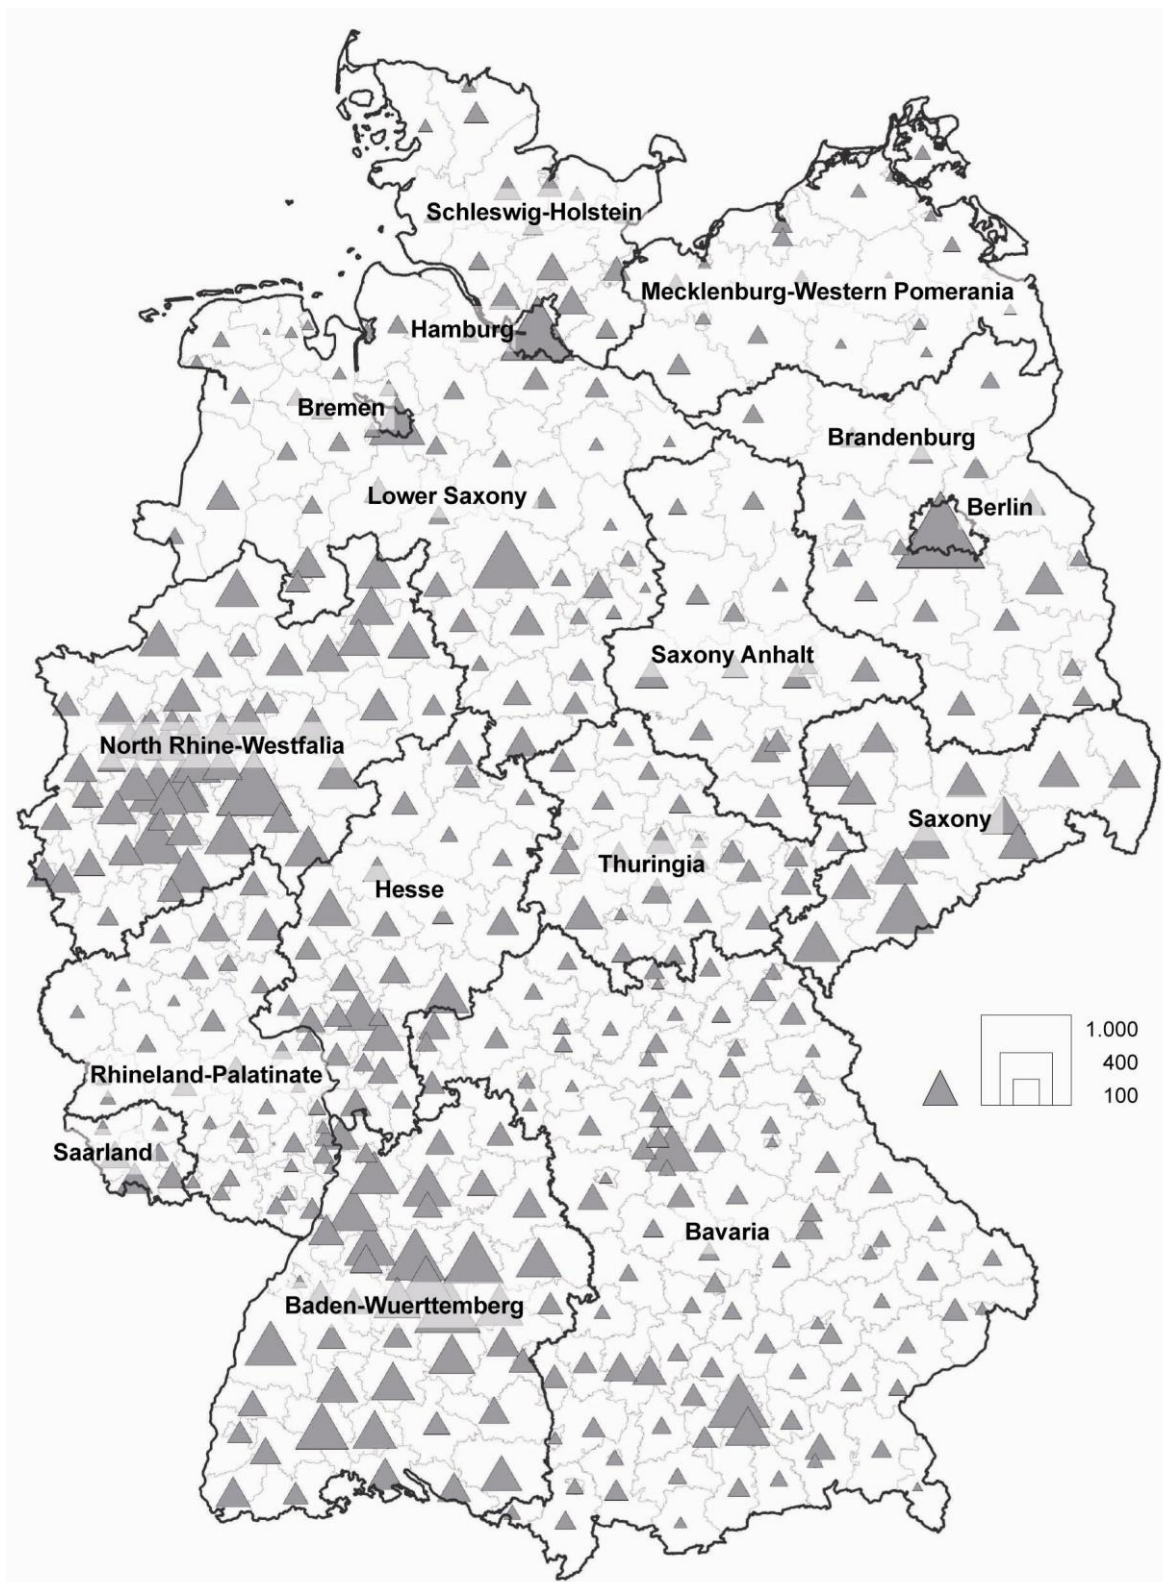 Schleswig-Holstein
Mecklenburg-Western Pomerania
Hamburg
Bremen
Brandenburg
Lower Saxony
Berlin
Saxony Anhalt
North Rhine-Westfalia
Saxony
Thuringia
Hesse
1.000
400
100
Rhineland-Palatinate
Saarland
Bavaria
Baden-Wuerttemberg